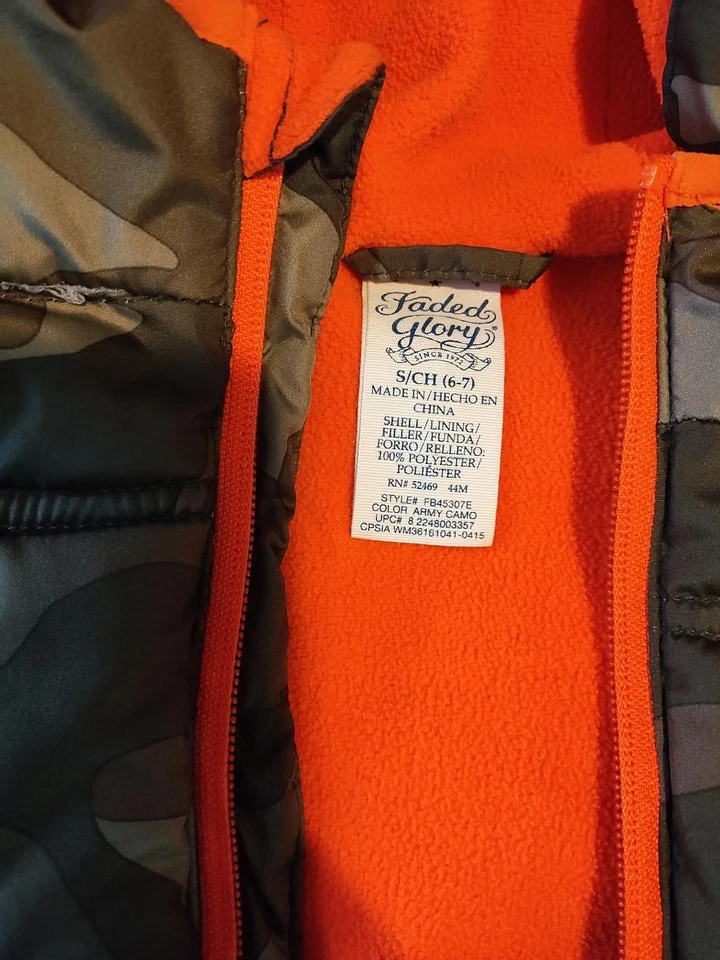 Faded
Glory®
SINCE 1972
S/CH (6-7)
MADE IN/HECHO EN
CHINA
SHELL/LINING/
FILLER/FUNDA/
FORRO/RELLENO:
100% POLYESTER/
POLIÉSTER
RN# 52469 44M
STYLE# FB45307E
COLOR ARMY CAMO
UPC# 8 2248003357
CPSIA WM36161041-0415